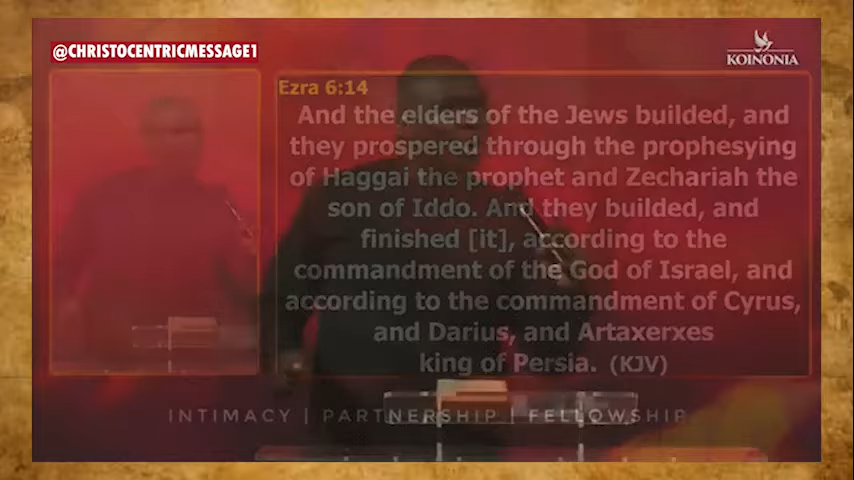 @CHRISTOCENTRICMESSAGE1
KOINONIA
Ezra 6:14
And the elders of the Jews builded, and
they prospered through the prophesying
of Haggai the prophet and Zechariah the
son of Iddo. And they builded, and
finished [it], according to the
commandment of the God of Israel, and
according to the commandment of Cyrus,
and Darius, and Artaxerxes
king of Persia. (KJV)
INTIMACY | PARTNERSHIP | FELLOWSHIP